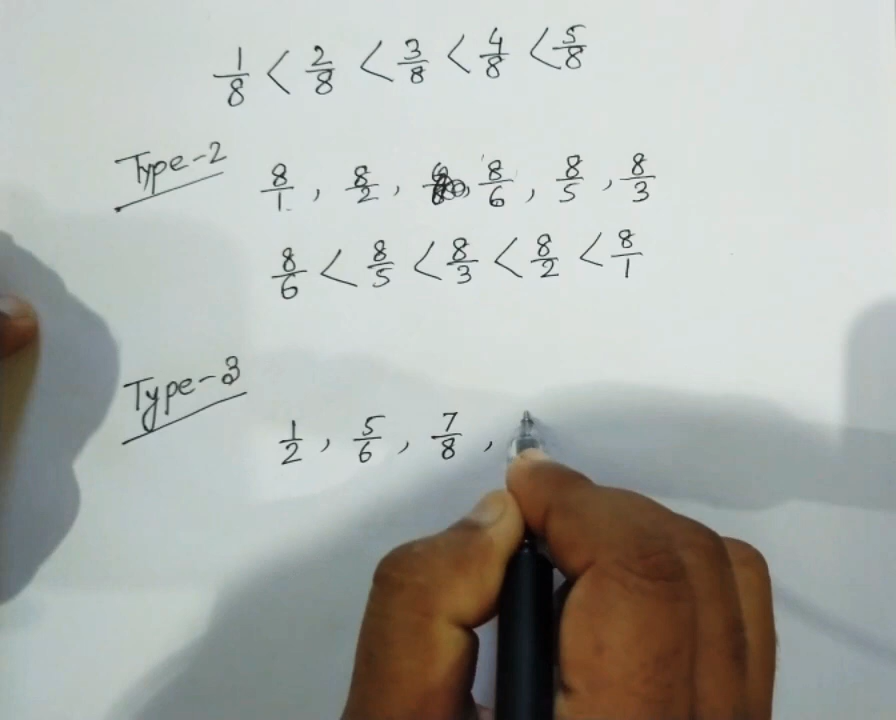 1/8 < 2/8 < 3/8 < 4/8 < 5/8
Type-2
8/1, 8/2, 8/6, 8/5, 8/3
8/6 < 8/5 < 8/3 < 8/2 < 8/1
Type-3
1/2, 5/6, 7/8,